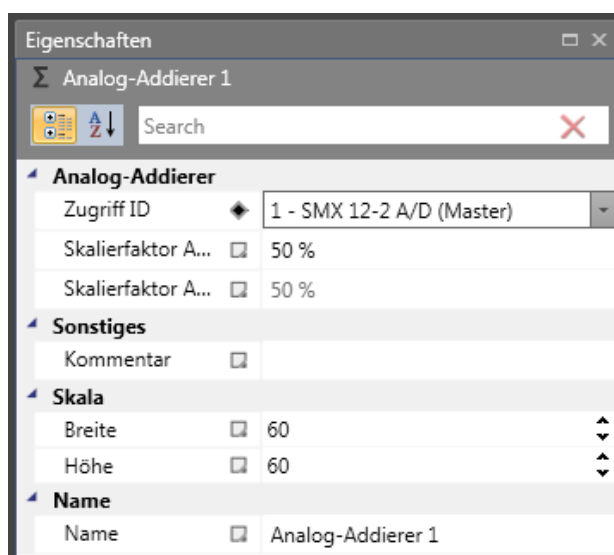 Eigenschaften
Σ Analog-Addierer 1
A Z Search
Analog-Addierer
Zugriff ID 1 - SMX 12-2 A/D (Master)
Skalierfaktor A... 50 %
Skalierfaktor A... 50 %
Sonstiges
Kommentar
Skala
Breite 60
Höhe 60
Name
Name Analog-Addierer 1